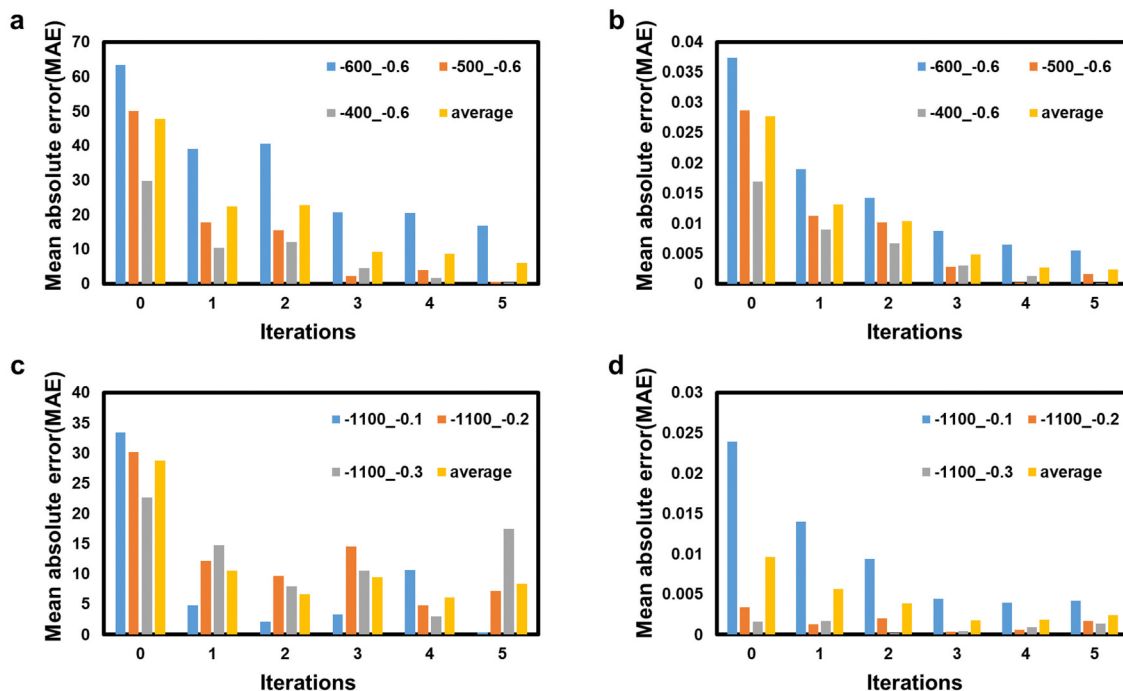 a
Mean absolute error(MAE)
70
60
50
40
30
20
10
0
-600_-0.6
-500_-0.6
-400_-0.6
average
0 1 2 3 4 5
Iterations
b
Mean absolute error(MAE)
0.04
0.035
0.03
0.025
0.02
0.015
0.01
0.005
0
-600_-0.6
-500_-0.6
-400_-0.6
average
0 1 2 3 4 5
Iterations
c
Mean absolute error(MAE)
40
35
30
25
20
15
10
5
0
-1100_-0.1
-1100_-0.2
-1100_-0.3
average
0 1 2 3 4 5
Iterations
d
Mean absolute error(MAE)
0.03
0.025
0.02
0.015
0.01
0.005
0
-1100_-0.1
-1100_-0.2
-1100_-0.3
average
0 1 2 3 4 5
Iterations